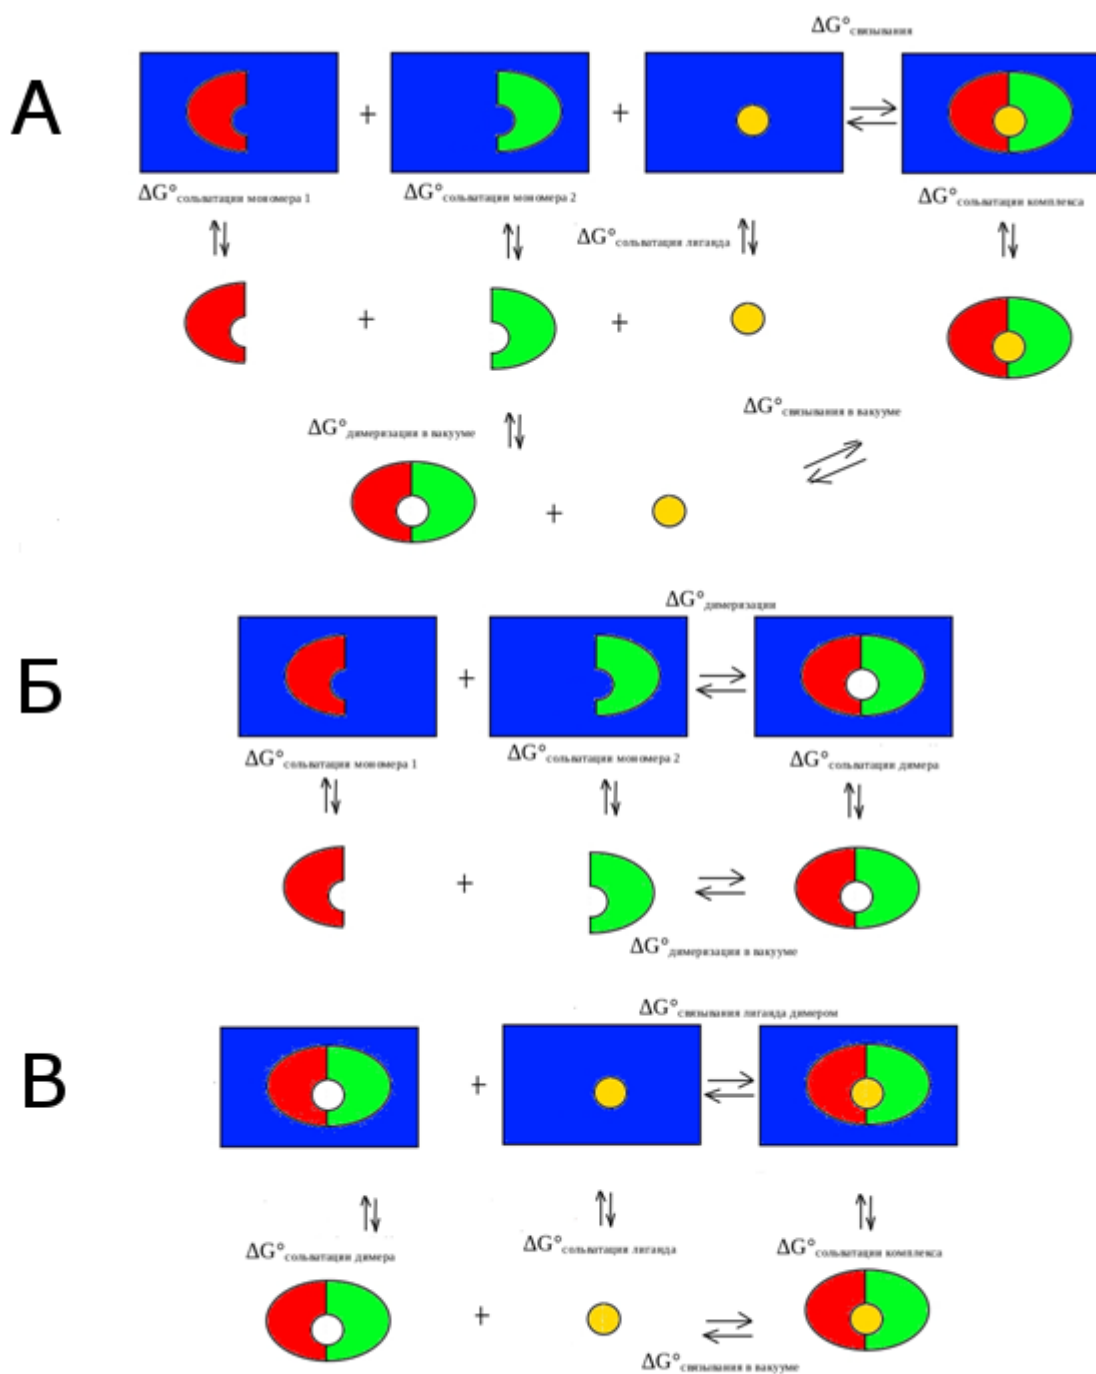 ΔG°связывания
А
+ +
ΔG°сольватации мономера 1 ΔG°сольватации мономера 2 ΔG°сольватации комплекса
ΔG°сольватации лиганда
+ +
ΔG°связывания в вакууме
ΔG°димеризации в вакууме
+
ΔG°димеризации
Б
+
ΔG°сольватации мономера 1 ΔG°сольватации мономера 2 ΔG°сольватации димера
+
ΔG°димеризации в вакууме
ΔG°связывания лиганда димером
В
+
ΔG°сольватации димера ΔG°сольватации лиганда ΔG°сольватации комплекса
+
ΔG°связывания в вакууме